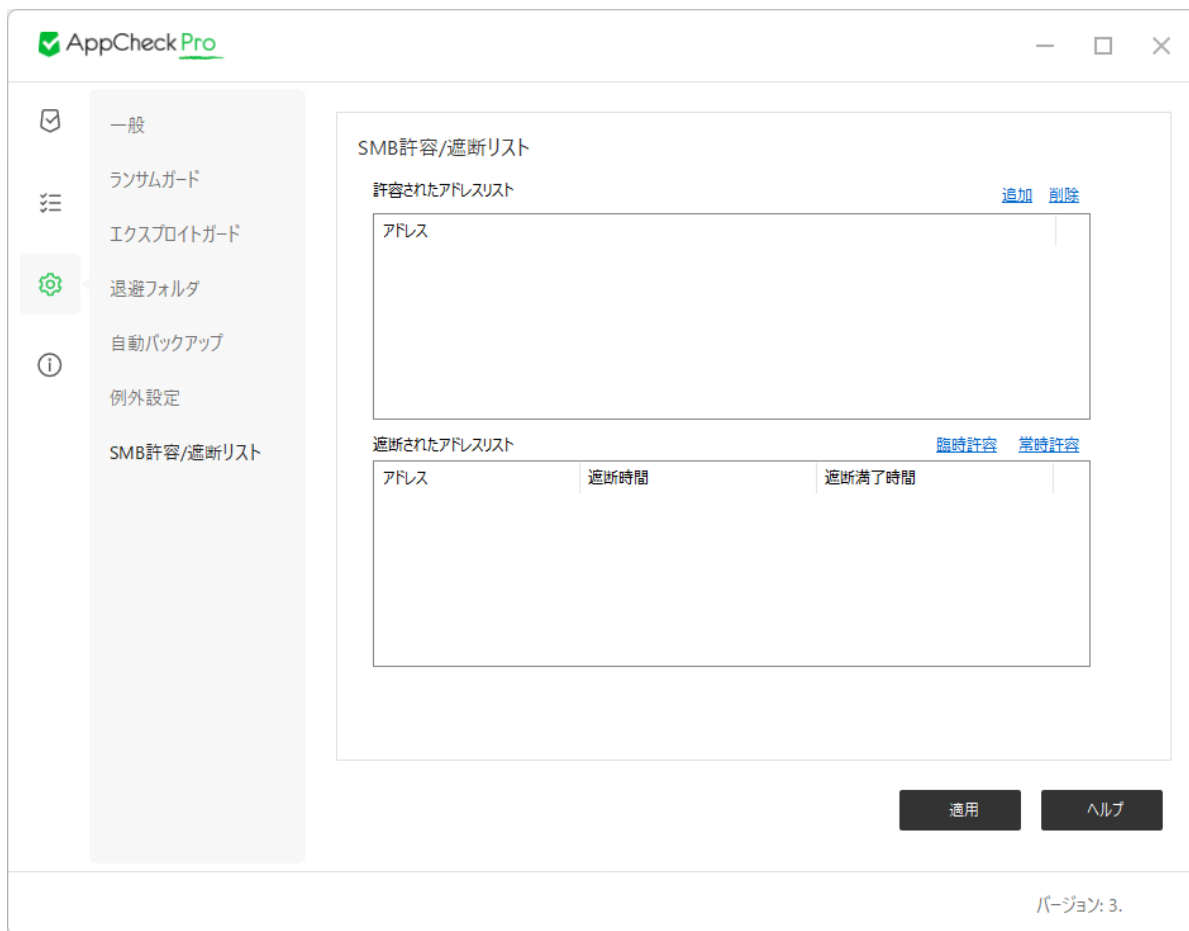 AppCheck Pro
一般
ランサムガード
エクスプロイトガード
退避フォルダ
自動バックアップ
例外設定
SMB許容/遮断リスト
SMB許容/遮断リスト
許容されたアドレスリスト
追加 削除
アドレス
遮断されたアドレスリスト
臨時許容 常時許容
アドレス 遮断時間 遮断満了時間
適用 ヘルプ
バージョン: 3.